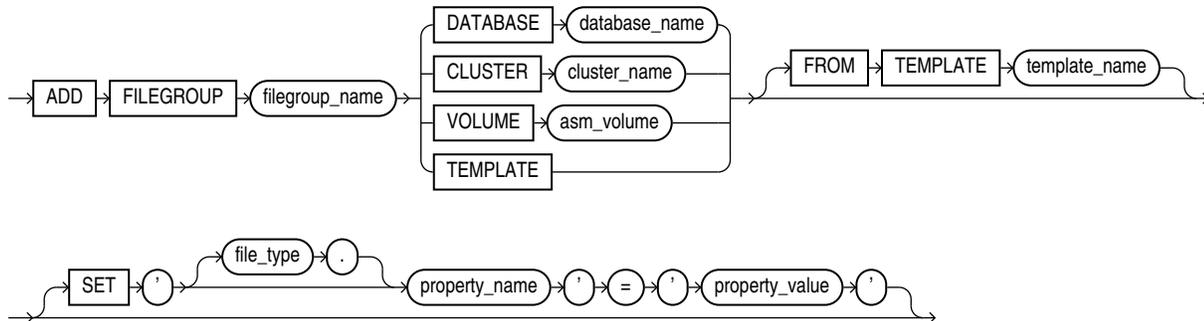 DATABASE database_name
CLUSTER cluster_name
ADD FILEGROUP filegroup_name
VOLUME asm_volume
TEMPLATE
FROM TEMPLATE template_name
file_type .
SET ’ property_name ’ = ’ property_value ’